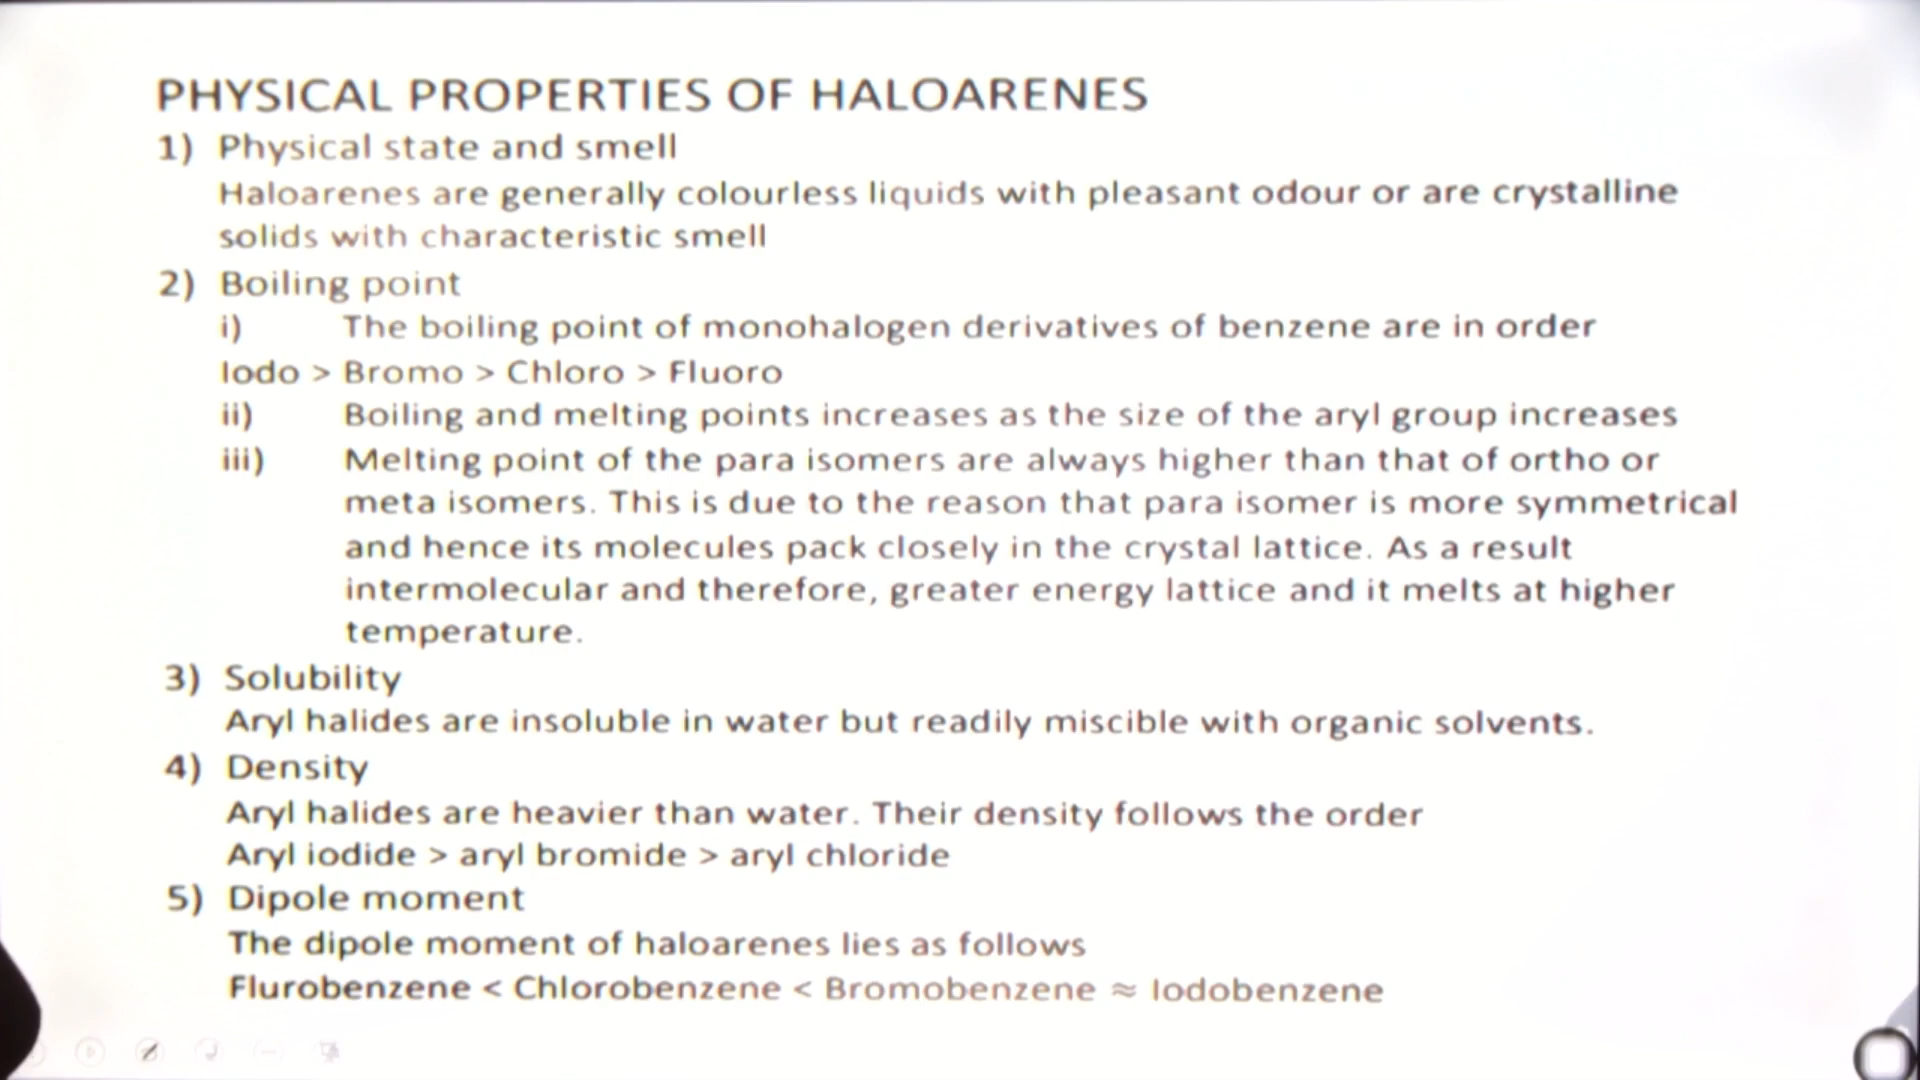 PHYSICAL PROPERTIES OF HALOARENES
1) Physical state and smell
Haloarenes are generally colourless liquids with pleasant odour or are crystalline
solids with characteristic smell
2) Boiling point
i) The boiling point of monohalogen derivatives of benzene are in order
Iodo > Bromo > Chloro > Fluoro
ii) Boiling and melting points increases as the size of the aryl group increases
iii) Melting point of the para isomers are always higher than that of ortho or
meta isomers. This is due to the reason that para isomer is more symmetrical
and hence its molecules pack closely in the crystal lattice. As a result
intermolecular and therefore, greater energy lattice and it melts at higher
temperature.
3) Solubility
Aryl halides are insoluble in water but readily miscible with organic solvents.
4) Density
Aryl halides are heavier than water. Their density follows the order
Aryl iodide > aryl bromide > aryl chloride
5) Dipole moment
The dipole moment of haloarenes lies as follows
Flurobenzene < Chlorobenzene < Bromobenzene ≈ Iodobenzene